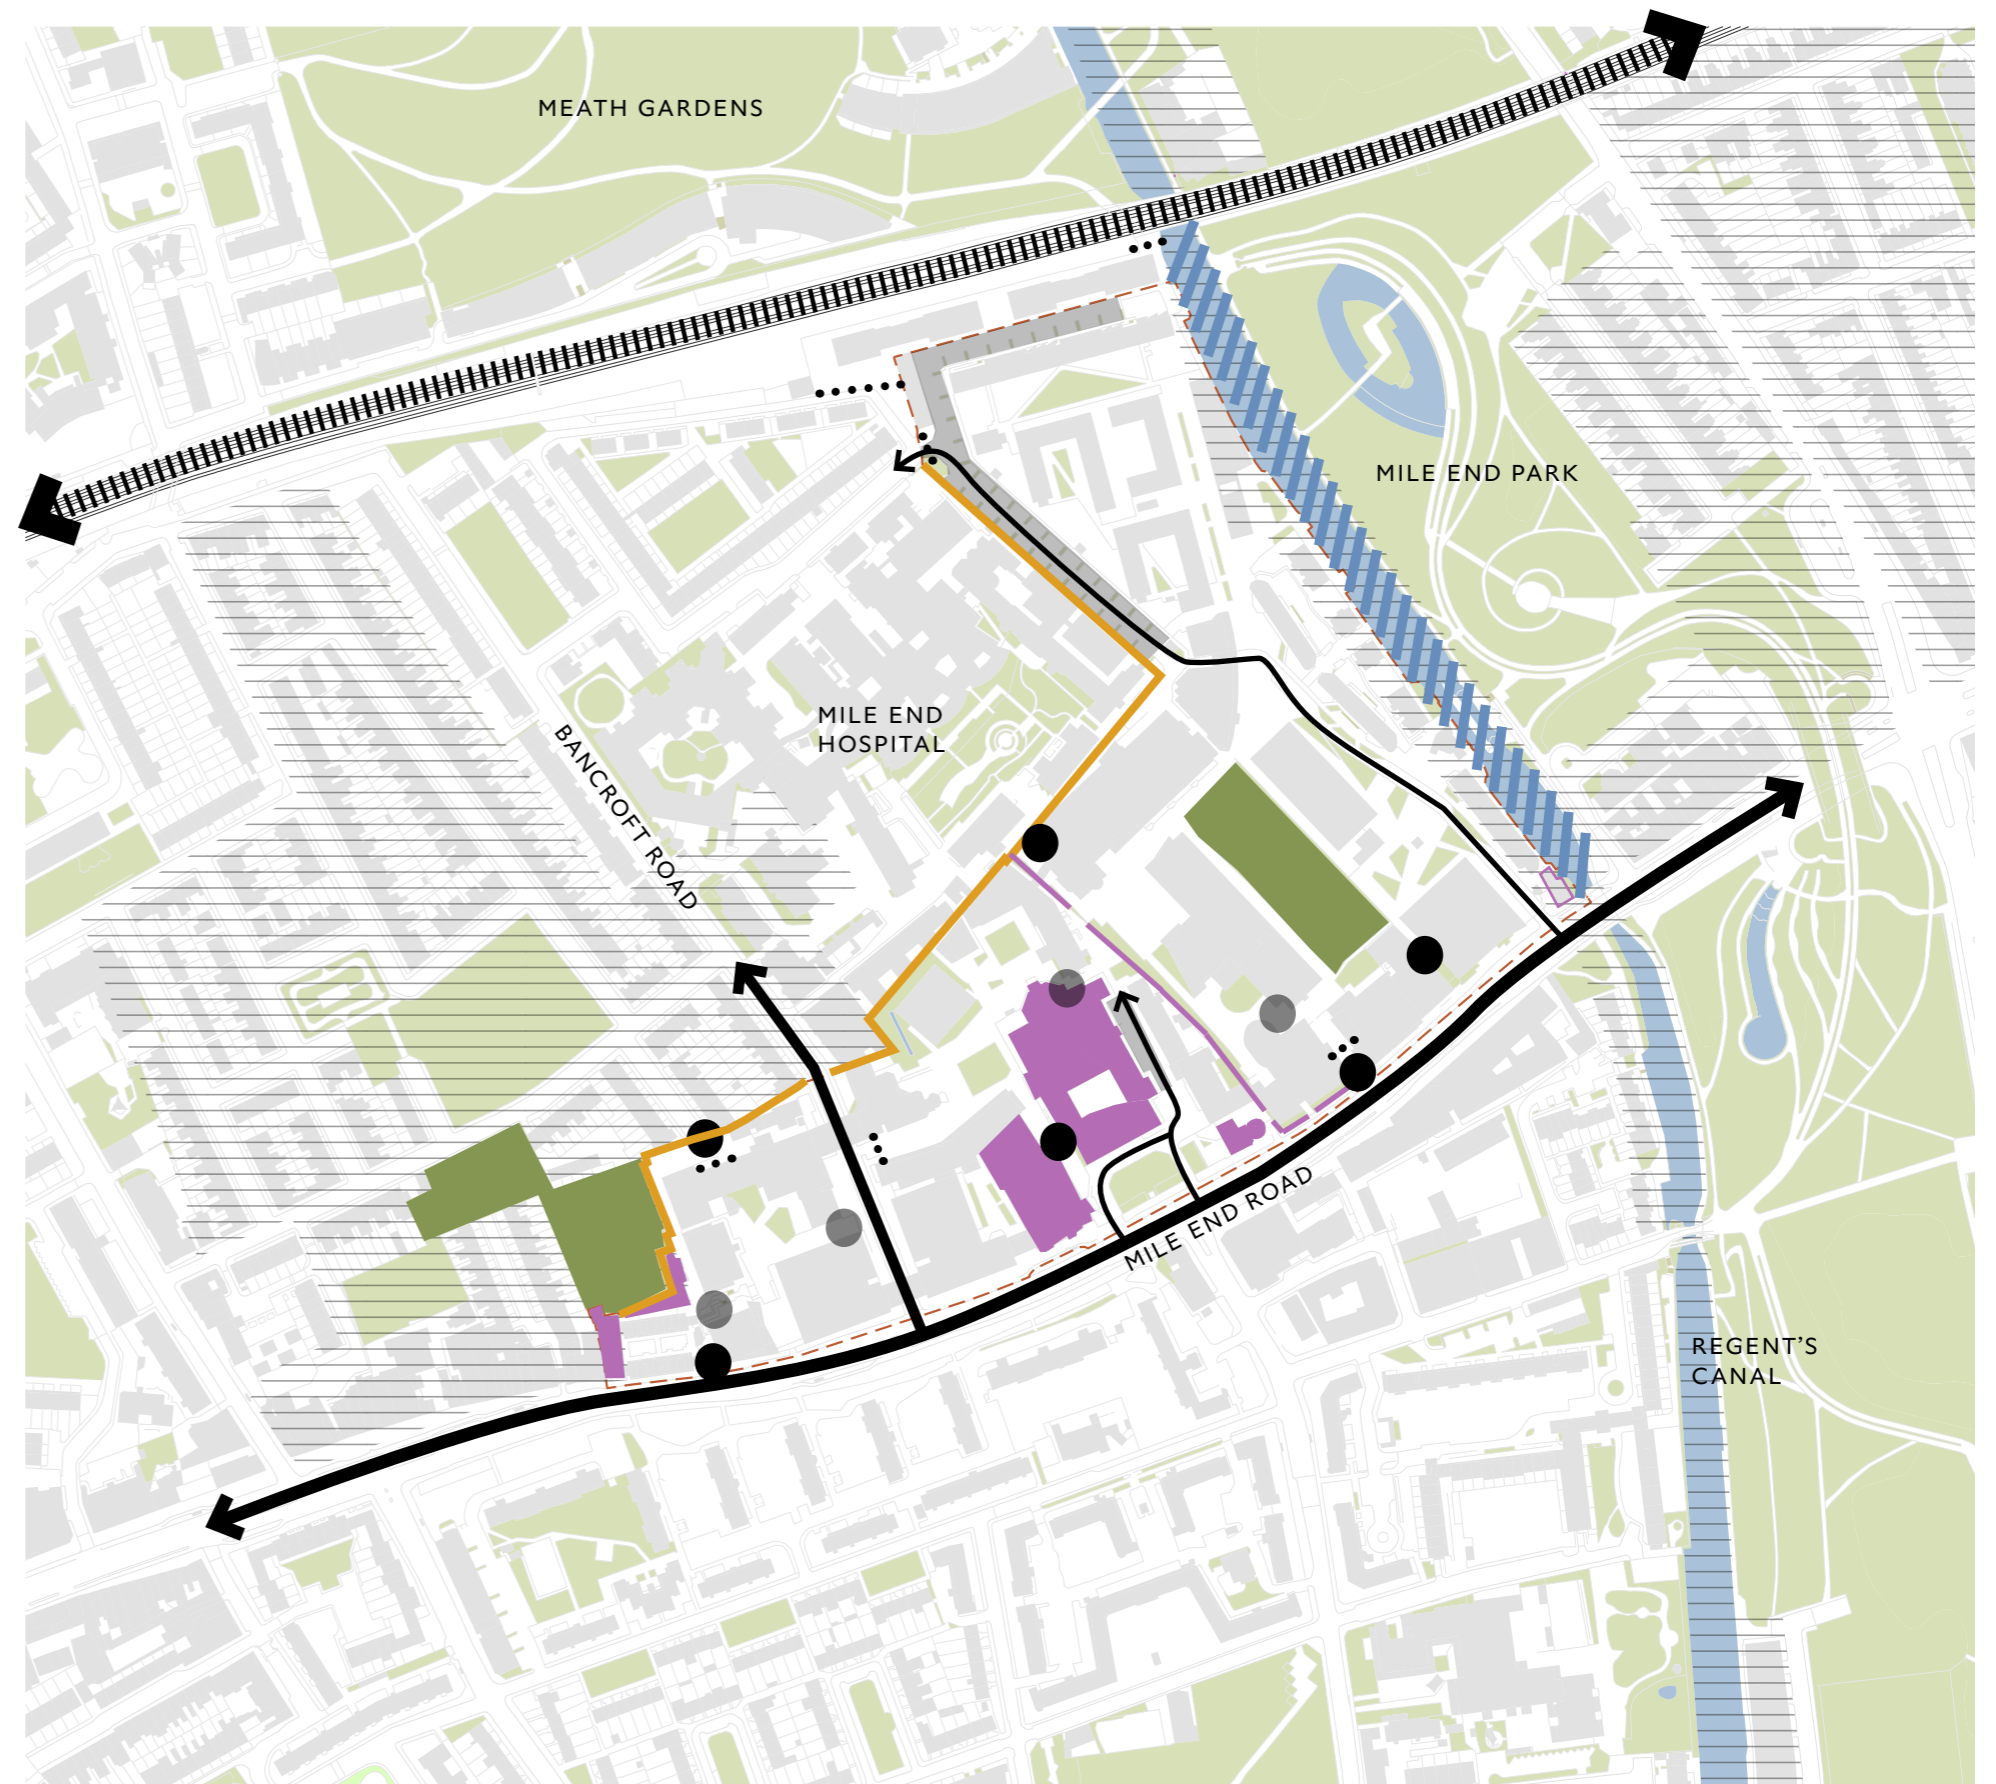 MEATH GARDENS
MILE END PARK
MILE END
HOSPITAL
BANCROFT ROAD
MILE END ROAD
REGENT'S
CANAL